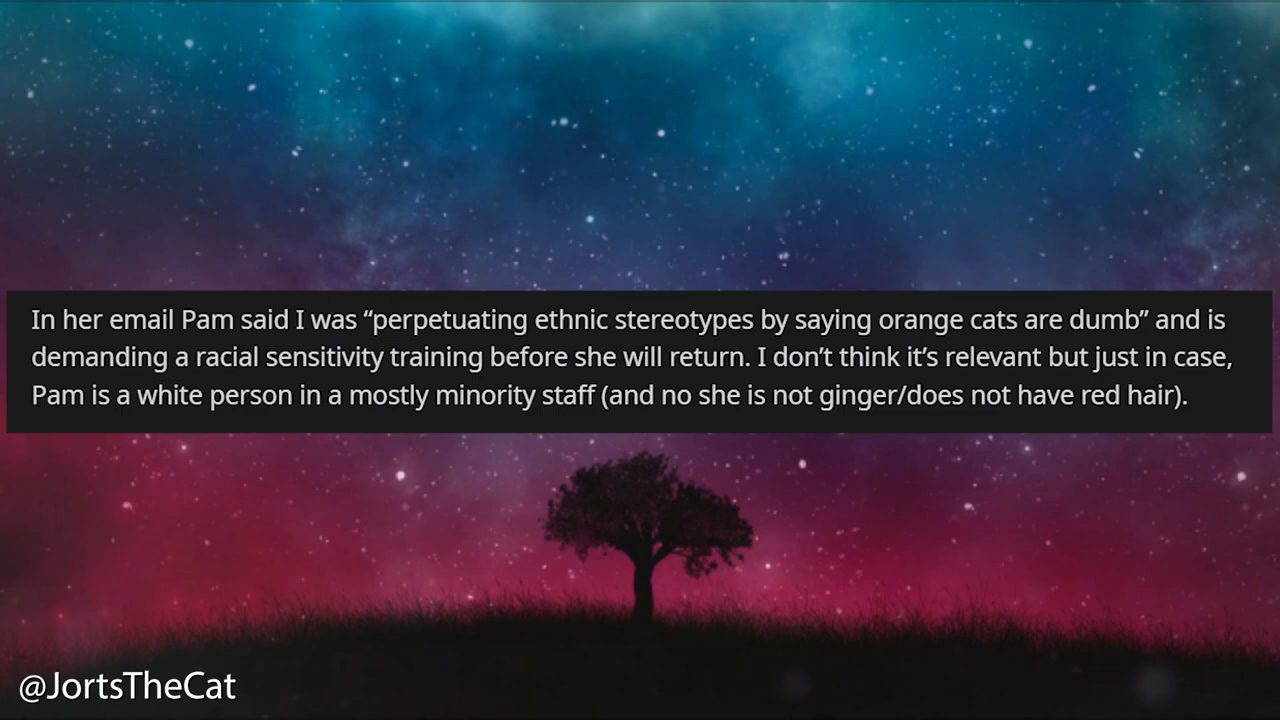 In her email Pam said I was “perpetuating ethnic stereotypes by saying orange cats are dumb” and is
demanding a racial sensitivity training before she will return. I don’t think it’s relevant but just in case,
Pam is a white person in a mostly minority staff (and no she is not ginger/does not have red hair).
@JortsTheCat